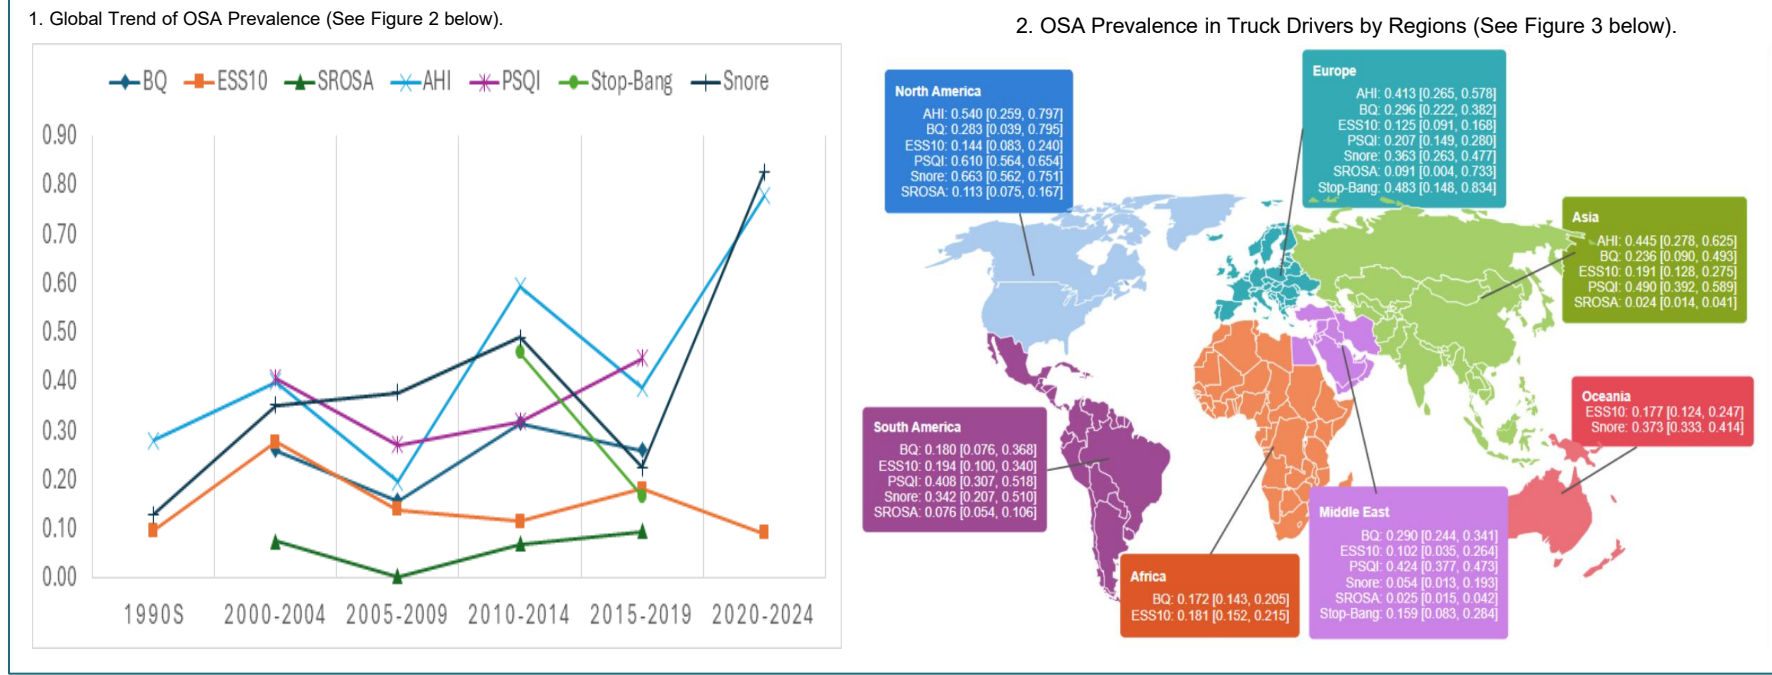 1. Global Trend of OSA Prevalence (See Figure 2 below).
BQ ESS10 SROSA AHI PSQI Stop-Bang Snore
0.90
0.80
0.70
0.60
0.50
0.40
0.30
0.20
0.10
0.00
1990S 2000-2004 2005-2009 2010-2014 2015-2019 2020-2024
2. OSA Prevalence in Truck Drivers by Regions (See Figure 3 below).
North America
AHI: 0.540 [0.259, 0.797]
BQ: 0.283 [0.039, 0.795]
ESS10: 0.144 [0.083, 0.240]
PSQI: 0.610 [0.564, 0.654]
Snore: 0.663 [0.562, 0.751]
SROSA: 0.113 [0.075, 0.167]
Europe
AHI: 0.413 [0.265, 0.578]
BQ: 0.296 [0.222, 0.382]
ESS10: 0.125 [0.091, 0.168]
PSQI: 0.207 [0.149, 0.280]
Snore: 0.363 [0.263, 0.477]
SROSA: 0.091 [0.004, 0.733]
Stop-Bang: 0.483 [0.148, 0.834]
Asia
AHI: 0.445 [0.278, 0.625]
BQ: 0.236 [0.090, 0.493]
ESS10: 0.191 [0.128, 0.275]
PSQI: 0.490 [0.392, 0.589]
SROSA: 0.024 [0.014, 0.041]
Oceania
ESS10: 0.177 [0.124, 0.247]
Snore: 0.373 [0.333. 0.414]
South America
BQ: 0.180 [0.076, 0.368]
ESS10: 0.194 [0.100, 0.340]
PSQI: 0.408 [0.307, 0.518]
Snore: 0.342 [0.207, 0.510]
SROSA: 0.076 [0.054, 0.106]
Middle East
BQ: 0.290 [0.244, 0.341]
ESS10: 0.102 [0.035, 0.264]
PSQI: 0.424 [0.377, 0.473]
Snore: 0.054 [0.013, 0.193]
SROSA: 0.025 [0.015, 0.042]
Stop-Bang: 0.159 [0.083, 0.284]
Africa
BQ: 0.172 [0.143, 0.205]
ESS10: 0.181 [0.152, 0.215]